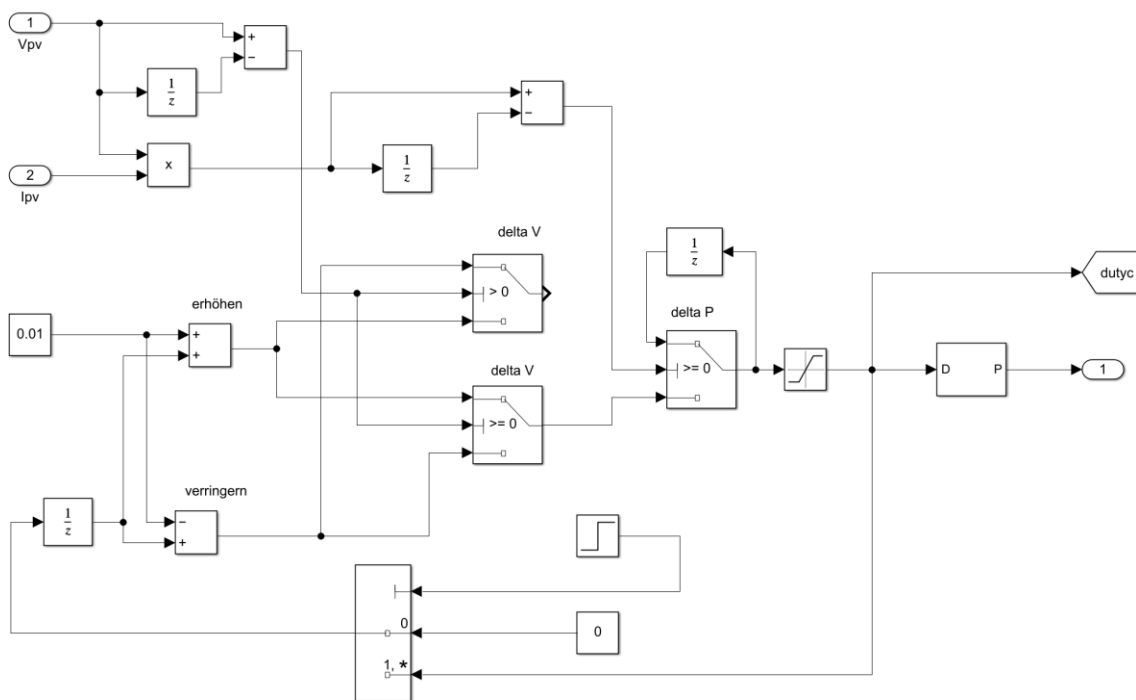 1
Vpv
+
−
1
z
+
−
x
1
z
2
Ipv
delta V
1
z
> 0
dutyc
erhöhen
delta P
0.01
+
+
>= 0
D P
1
delta V
>= 0
verringern
1
z
−
+
0
0
1, *